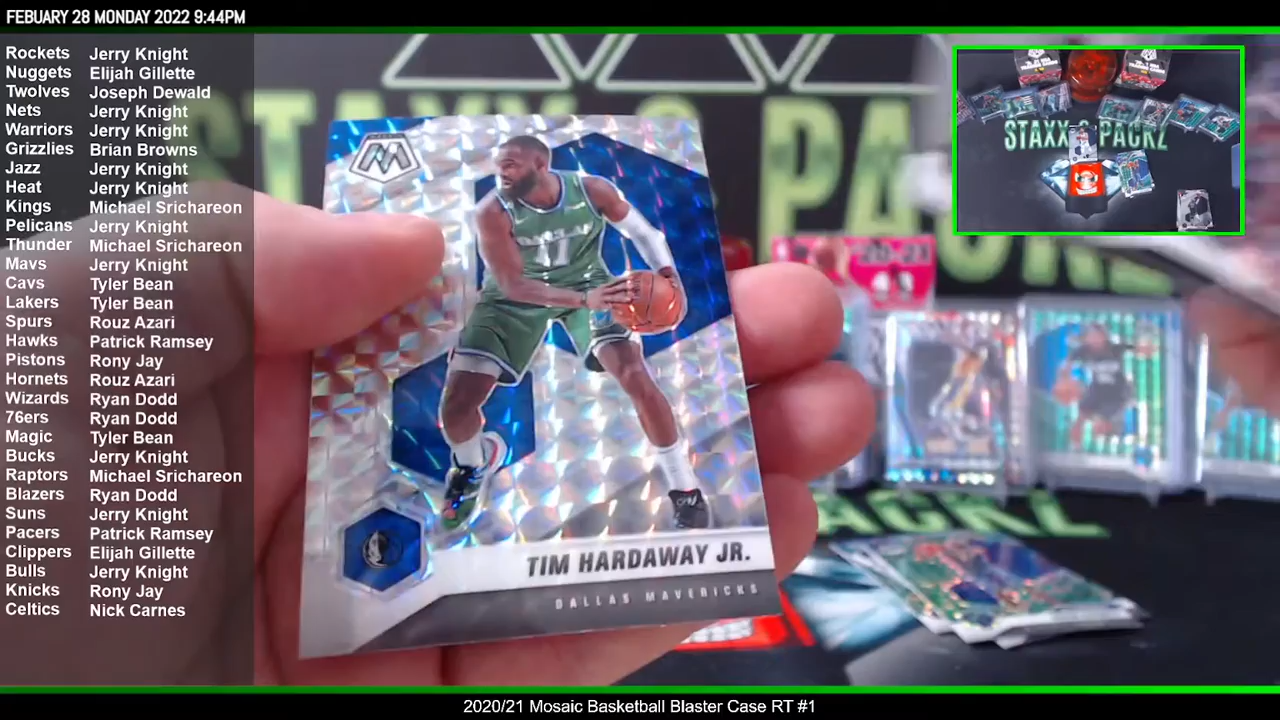 FEBUARY 28 MONDAY 2022 9:44PM
Rockets Jerry Knight
Nuggets Elijah Gillette
Twolves Joseph Dewald
Nets Jerry Knight
Warriors Jerry Knight
Grizzlies Brian Browns
Jazz Jerry Knight
Heat Jerry Knight
Kings Michael Srichareon
Pelicans Jerry Knight
Thunder Michael Srichareon
Mavs Jerry Knight
Cavs Tyler Bean
Lakers Tyler Bean
Spurs Rouz Azari
Hawks Patrick Ramsey
Pistons Rony Jay
Hornets Rouz Azari
Wizards Ryan Dodd
76ers Ryan Dodd
Magic Tyler Bean
Bucks Jerry Knight
Raptors Michael Srichareon
Blazers Ryan Dodd
Suns Jerry Knight
Pacers Patrick Ramsey
Clippers Elijah Gillette
Bulls Jerry Knight
Knicks Rony Jay
Celtics Nick Carnes
STAXX PACKZ
STAXX PACKZ
20-21
11
TIM HARDAWAY JR.
DALLAS MAVERICKS
2020/21 Mosaic Basketball Blaster Case RT #1